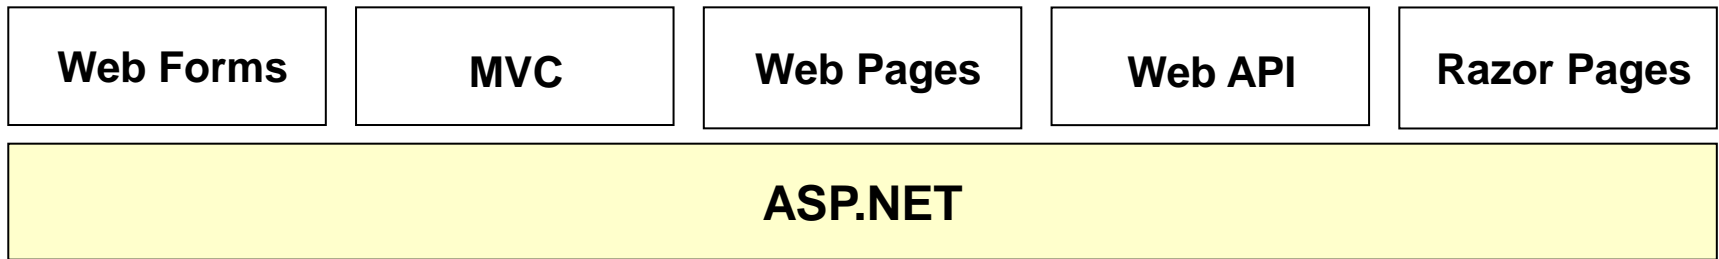 Web Forms
MVC
Web Pages
Web API
Razor Pages
ASP.NET